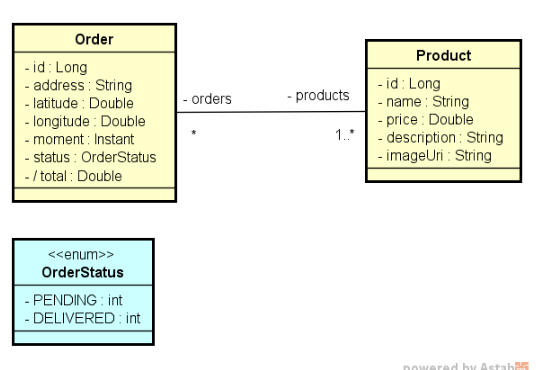 Order
- id : Long
- address : String
- latitude : Double
- longitude : Double
- moment : Instant
- status : OrderStatus
- / total : Double
- orders
*
- products
1..*
Product
- id : Long
- name : String
- price : Double
- description : String
- imageUri : String
<<enum>>
OrderStatus
- PENDING : int
- DELIVERED : int
powered by Astah